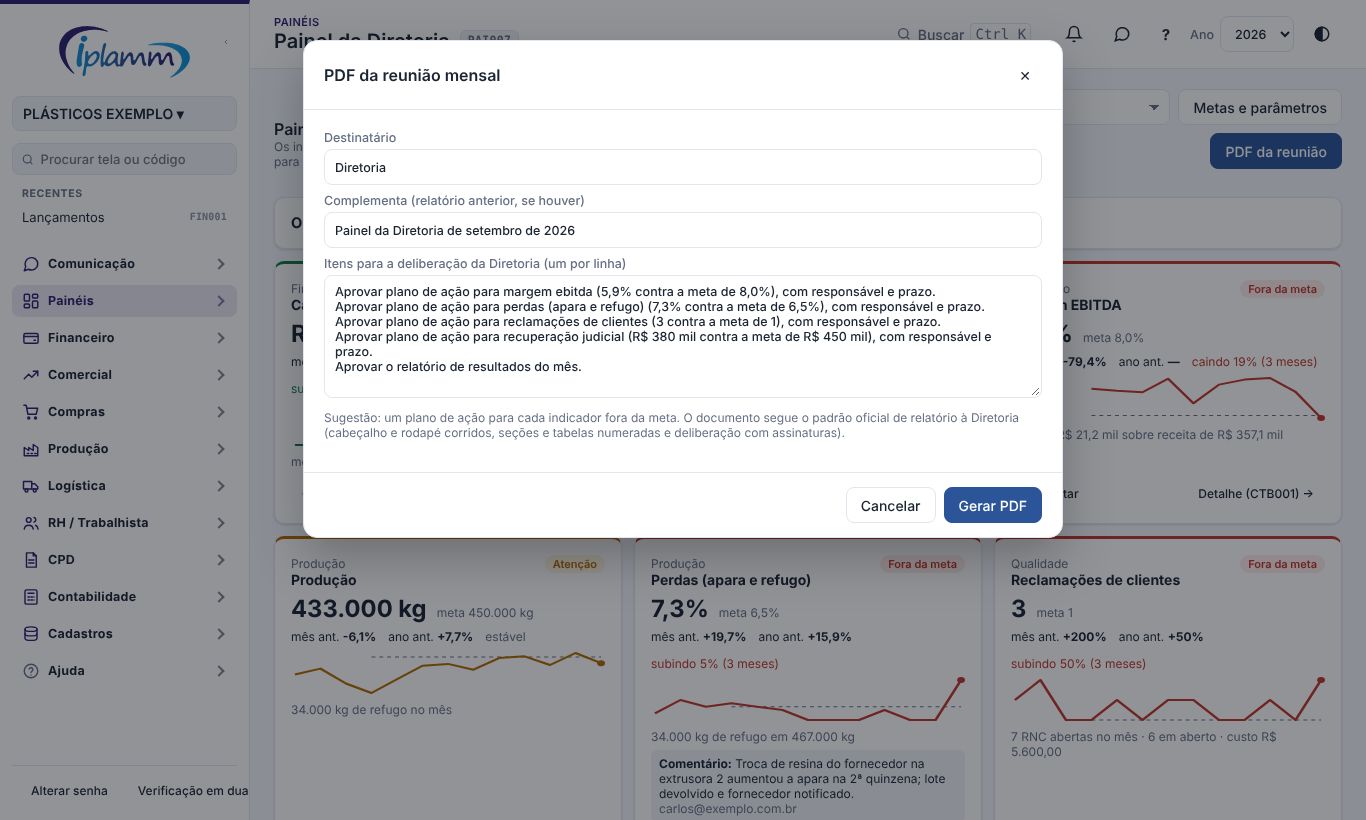 iplamm
PLÁSTICOS EXEMPLO ▾
Procurar tela ou código
RECENTES
Lançamentos FIN001
Comunicação
Painéis
Financeiro
Comercial
Compras
Produção
Logística
RH / Trabalhista
CPD
Contabilidade
Cadastros
Ajuda
Alterar senha Verificação em dua
PAINÉIS
Painel da Diretoria PAI007
Buscar Ctrl K
? Ano 2026
Metas e parâmetros
PDF da reunião
Pain
Os in
para
PDF da reunião mensal
×
Destinatário
Diretoria
Complementa (relatório anterior, se houver)
Painel da Diretoria de setembro de 2026
Itens para a deliberação da Diretoria (um por linha)
Aprovar plano de ação para margem ebitda (5,9% contra a meta de 8,0%), com responsável e prazo.
Aprovar plano de ação para perdas (apara e refugo) (7,3% contra a meta de 6,5%), com responsável e prazo.
Aprovar plano de ação para reclamações de clientes (3 contra a meta de 1), com responsável e prazo.
Aprovar plano de ação para recuperação judicial (R$ 380 mil contra a meta de R$ 450 mil), com responsável e
prazo.
Aprovar o relatório de resultados do mês.
Sugestão: um plano de ação para cada indicador fora da meta. O documento segue o padrão oficial de relatório à Diretoria
(cabeçalho e rodapé corridos, seções e tabelas numeradas e deliberação com assinaturas).
Cancelar
Gerar PDF
m EBITDA
Fora da meta
meta 8,0%
-79,4% ano ant. — caindo 19% (3 meses)
R$ 21,2 mil sobre receita de R$ 357,1 mil
tar
Detalhe (CTB001) →
Produção
Atenção
Produção
433.000 kg meta 450.000 kg
mês ant. -6,1% ano ant. +7,7% estável
34.000 kg de refugo no mês
Produção
Fora da meta
Perdas (apara e refugo)
7,3% meta 6,5%
mês ant. +19,7% ano ant. +15,9%
subindo 5% (3 meses)
34.000 kg de refugo em 467.000 kg
Comentário: Troca de resina do fornecedor na
extrusora 2 aumentou a apara na 2ª quinzena; lote
devolvido e fornecedor notificado.
carlos@exemplo.com.br
Qualidade
Fora da meta
Reclamações de clientes
3 meta 1
mês ant. +200% ano ant. +50%
subindo 50% (3 meses)
7 RNC abertas no mês · 6 em aberto · custo R$
5.600,00